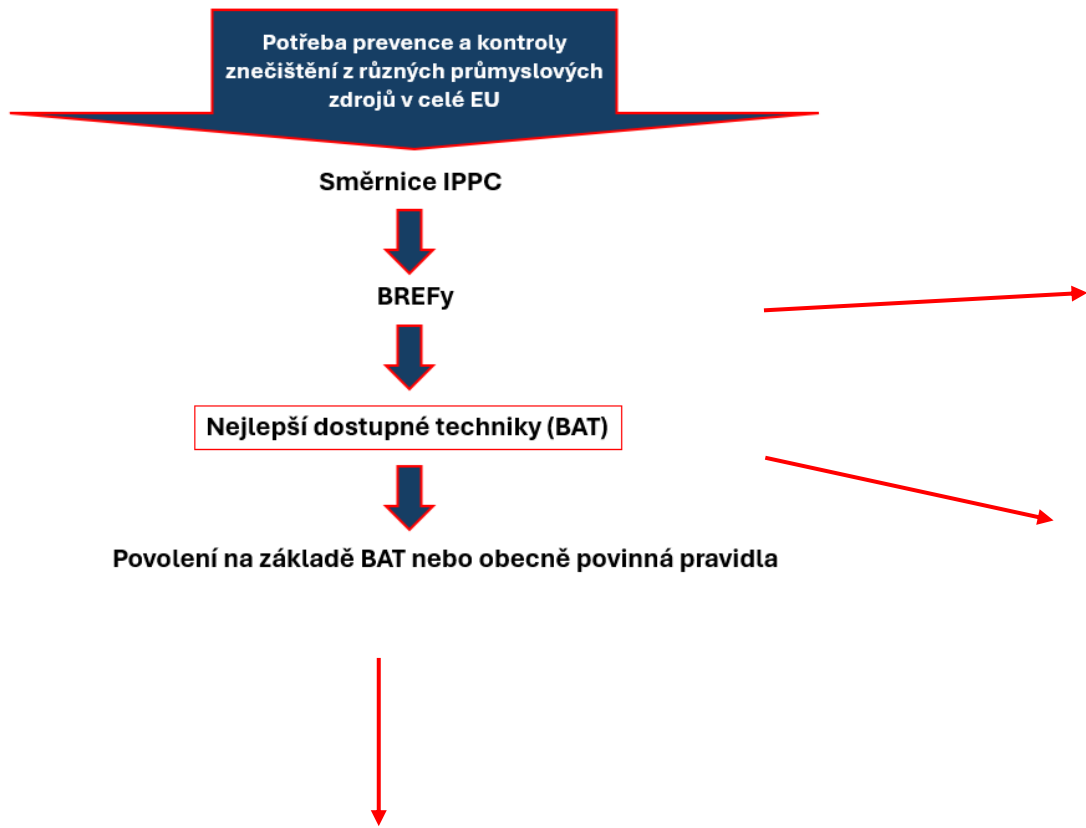 Potřeba prevence a kontroly
znečištění z různých průmyslových
zdrojů v celé EU
Směrnice IPPC
BREFy
Nejlepší dostupné techniky (BAT)
Povolení na základě BAT nebo obecně povinná pravidla